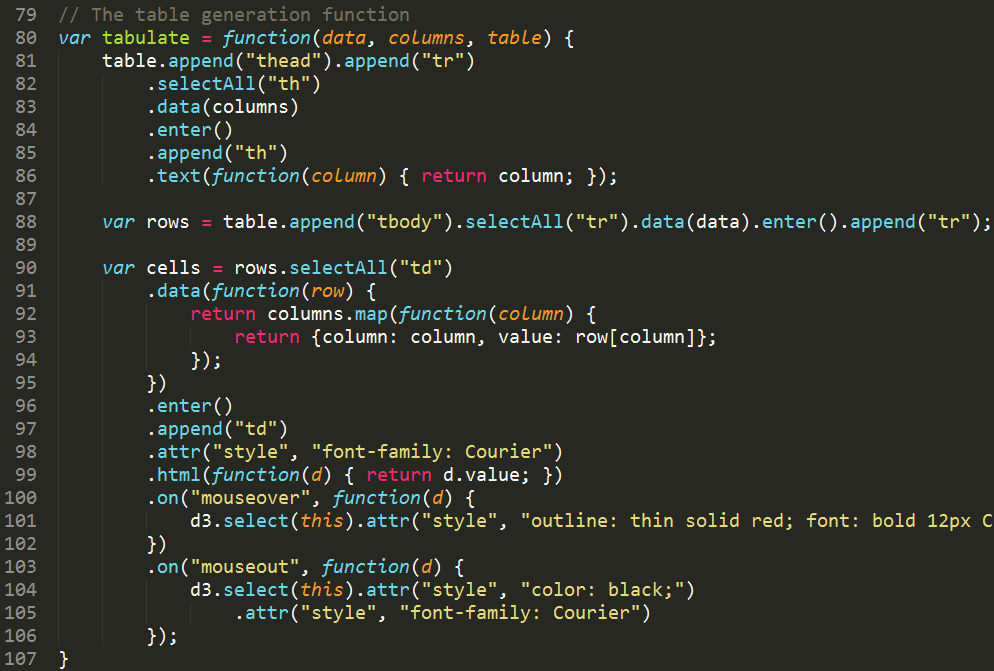 79 // The table generation function
80 var tabulate = function(data, columns, table) {
81     table.append("thead").append("tr")
82         .selectAll("th")
83         .data(columns)
84         .enter()
85         .append("th")
86         .text(function(column) { return column; });
87
88     var rows = table.append("tbody").selectAll("tr").data(data).enter().append("tr");
89
90     var cells = rows.selectAll("td")
91         .data(function(row) {
92             return columns.map(function(column) {
93                 return {column: column, value: row[column]};
94             });
95         })
96         .enter()
97         .append("td")
98         .attr("style", "font-family: Courier")
99         .html(function(d) { return d.value; })
100         .on("mouseover", function(d) {
101             d3.select(this).attr("style", "outline: thin solid red; font: bold 12px C
102         })
103         .on("mouseout", function(d) {
104             d3.select(this).attr("style", "color: black;")
105                 .attr("style", "font-family: Courier")
106         });
107 }